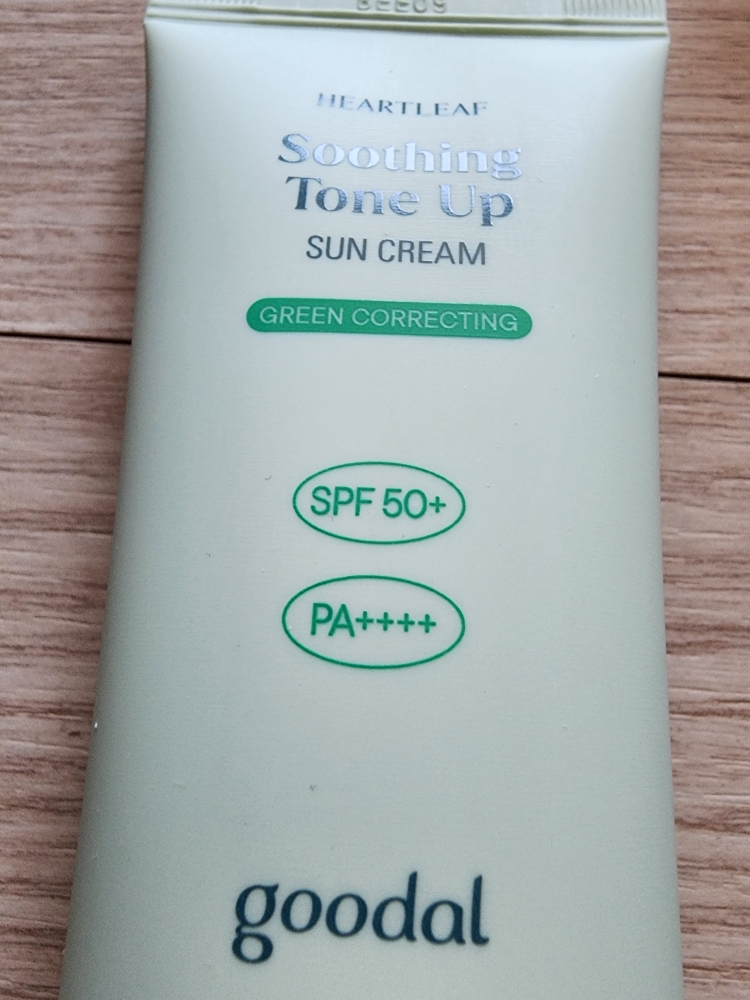 HEARTLEAF
Soothing
Tone Up
SUN CREAM
GREEN CORRECTING
SPF 50+
PA++++
goodal